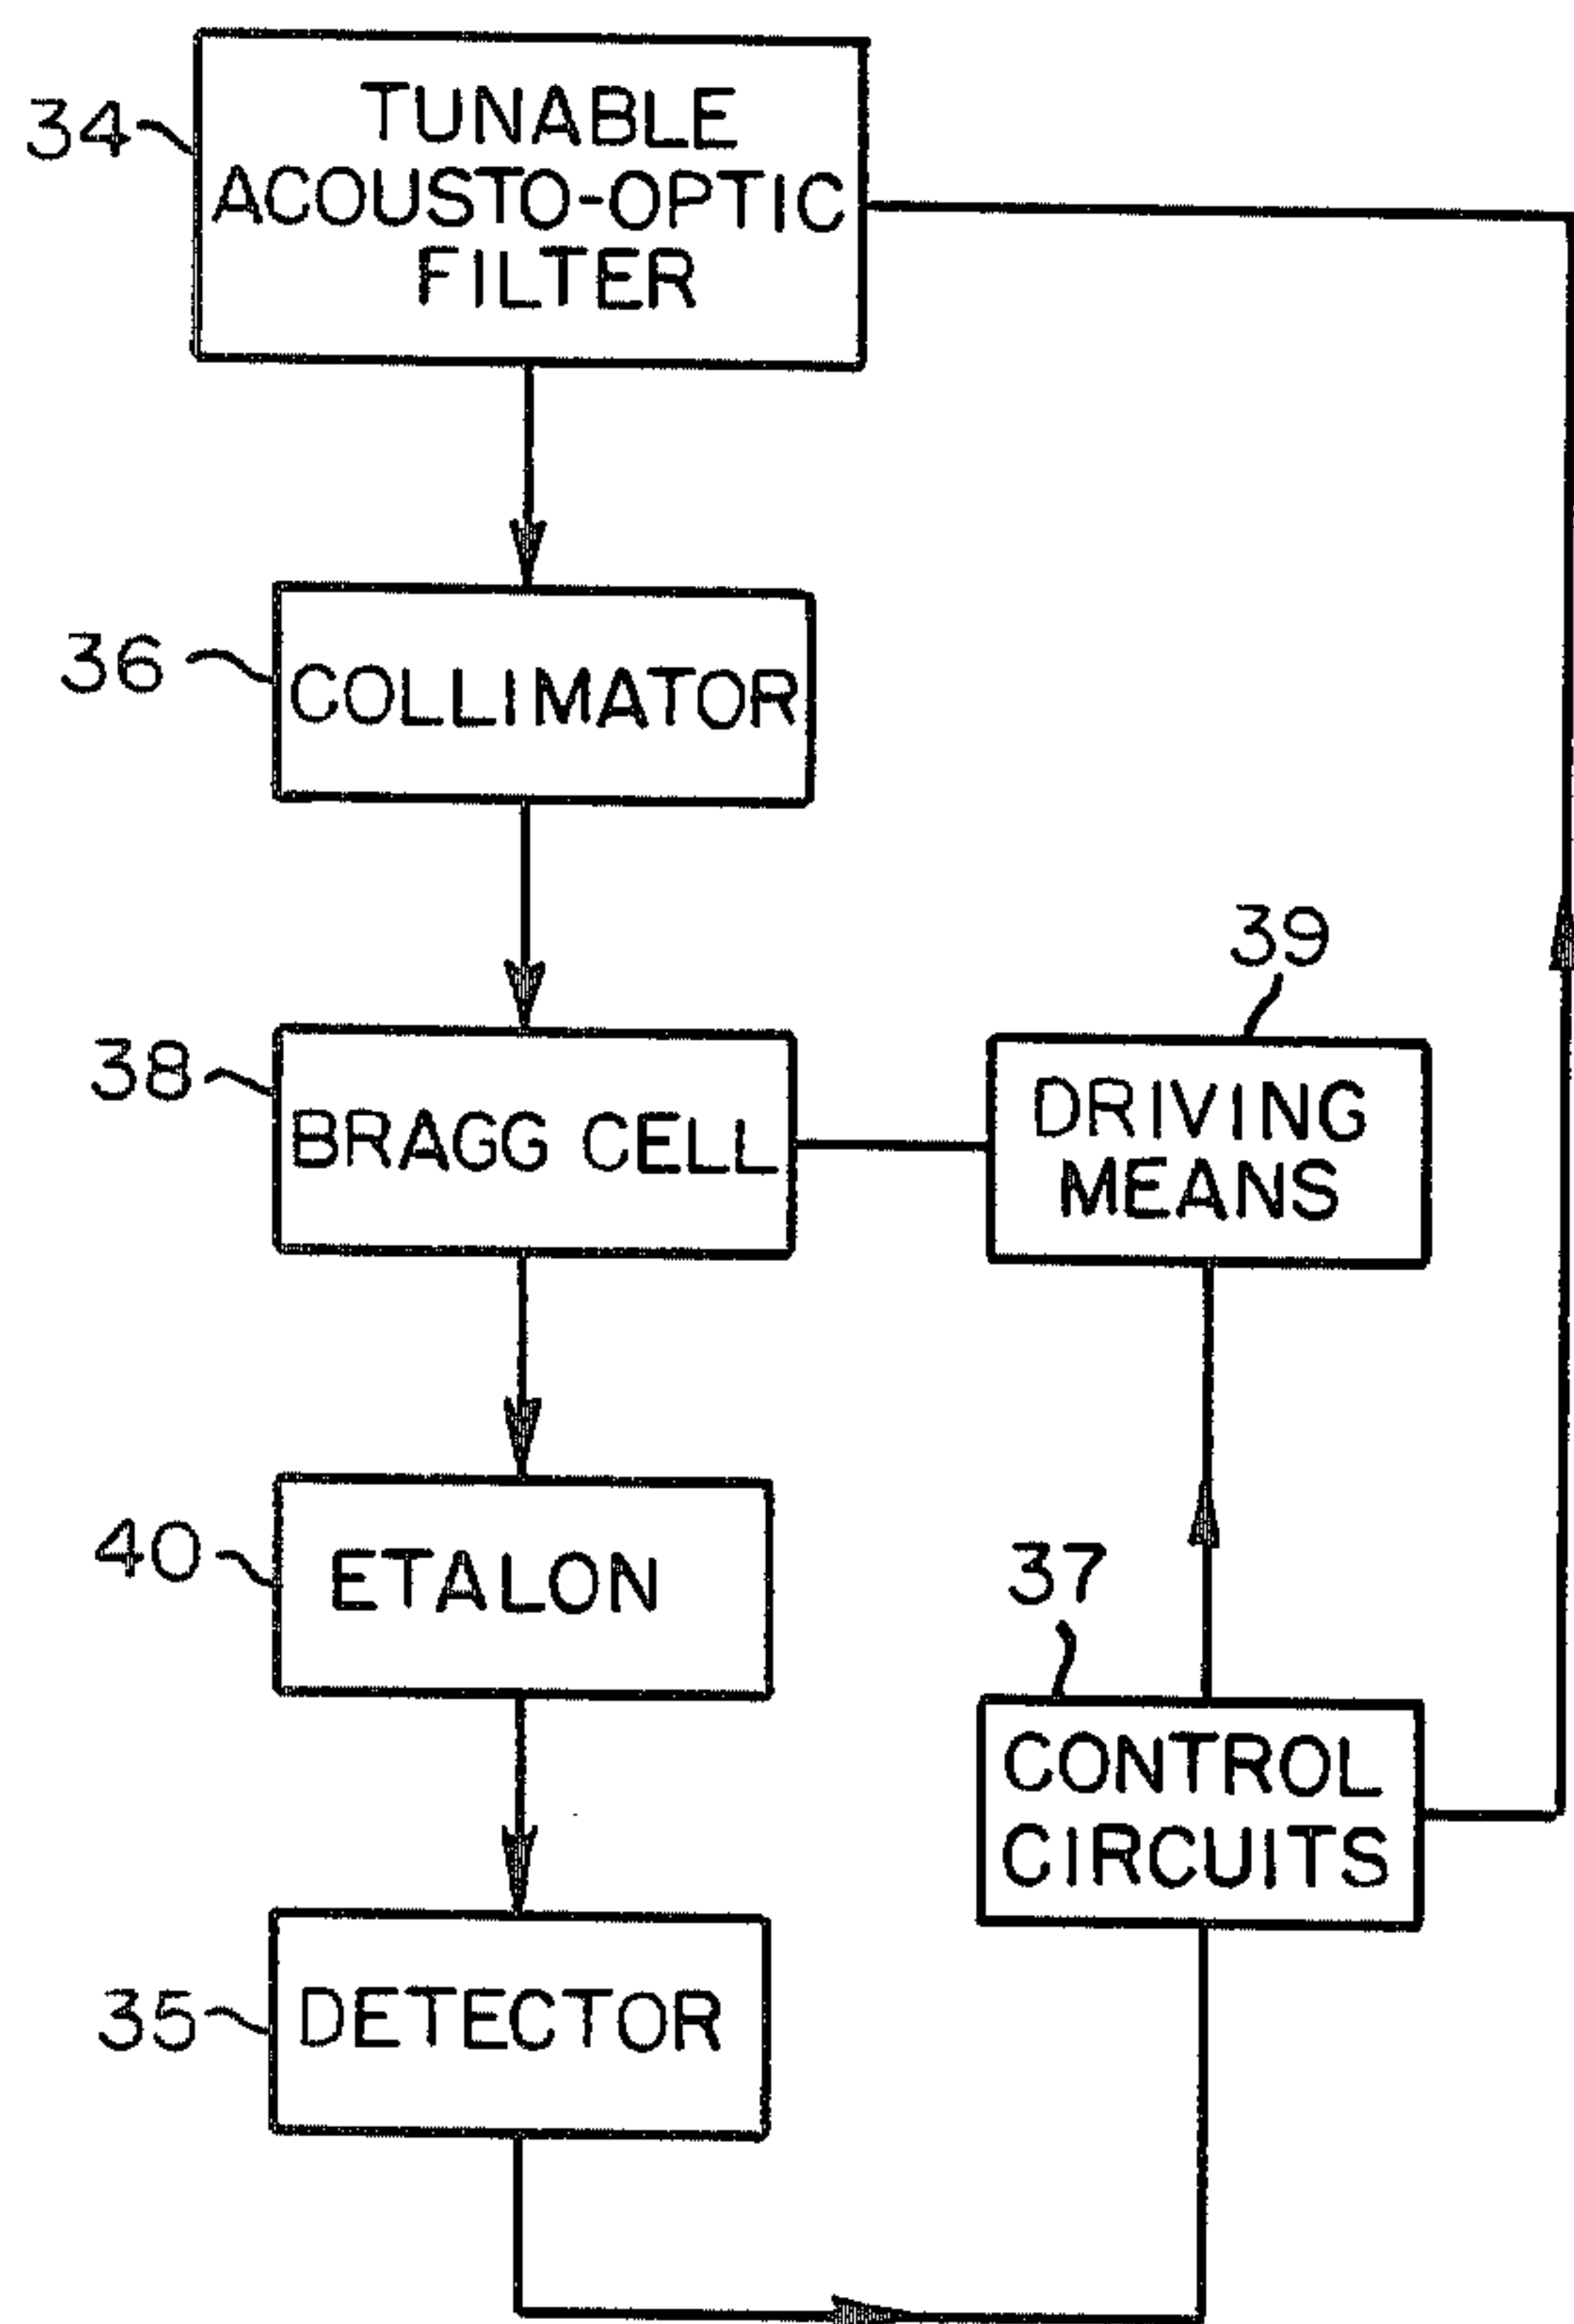 34
TUNABLE
ACOUSTO-OPTIC
FILTER
36
COLLIMATOR
39
38
BRAGG CELL
DRIVING
MEANS
40
ETALON
37
CONTROL
CIRCUITS
35
DETECTOR